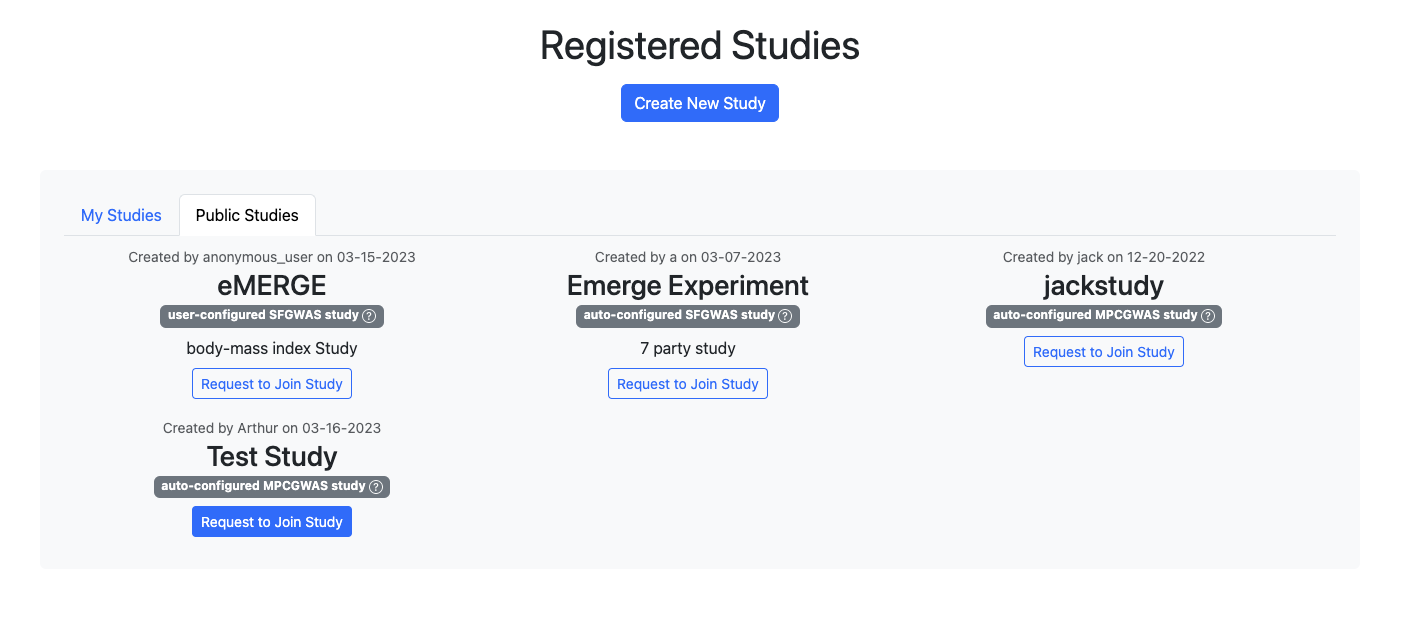 Registered Studies
Create New Study
My Studies
Public Studies
Created by anonymous_user on 03-15-2023
eMERGE
user-configured SFGWAS study ?
body-mass index Study
Request to Join Study
Created by a on 03-07-2023
Emerge Experiment
auto-configured SFGWAS study ?
7 party study
Request to Join Study
Created by jack on 12-20-2022
jackstudy
auto-configured MPCGWAS study ?
Request to Join Study
Created by Arthur on 03-16-2023
Test Study
auto-configured MPCGWAS study ?
Request to Join Study